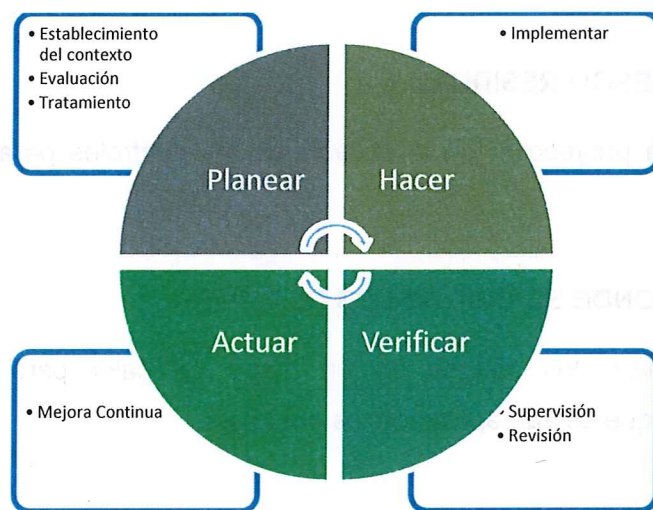 • Establecimiento
del contexto
• Evaluación
• Tratamiento
• Implementar
Planear
Hacer
Actuar
Verificar
• Mejora Continua
• Supervisión
• Revisión